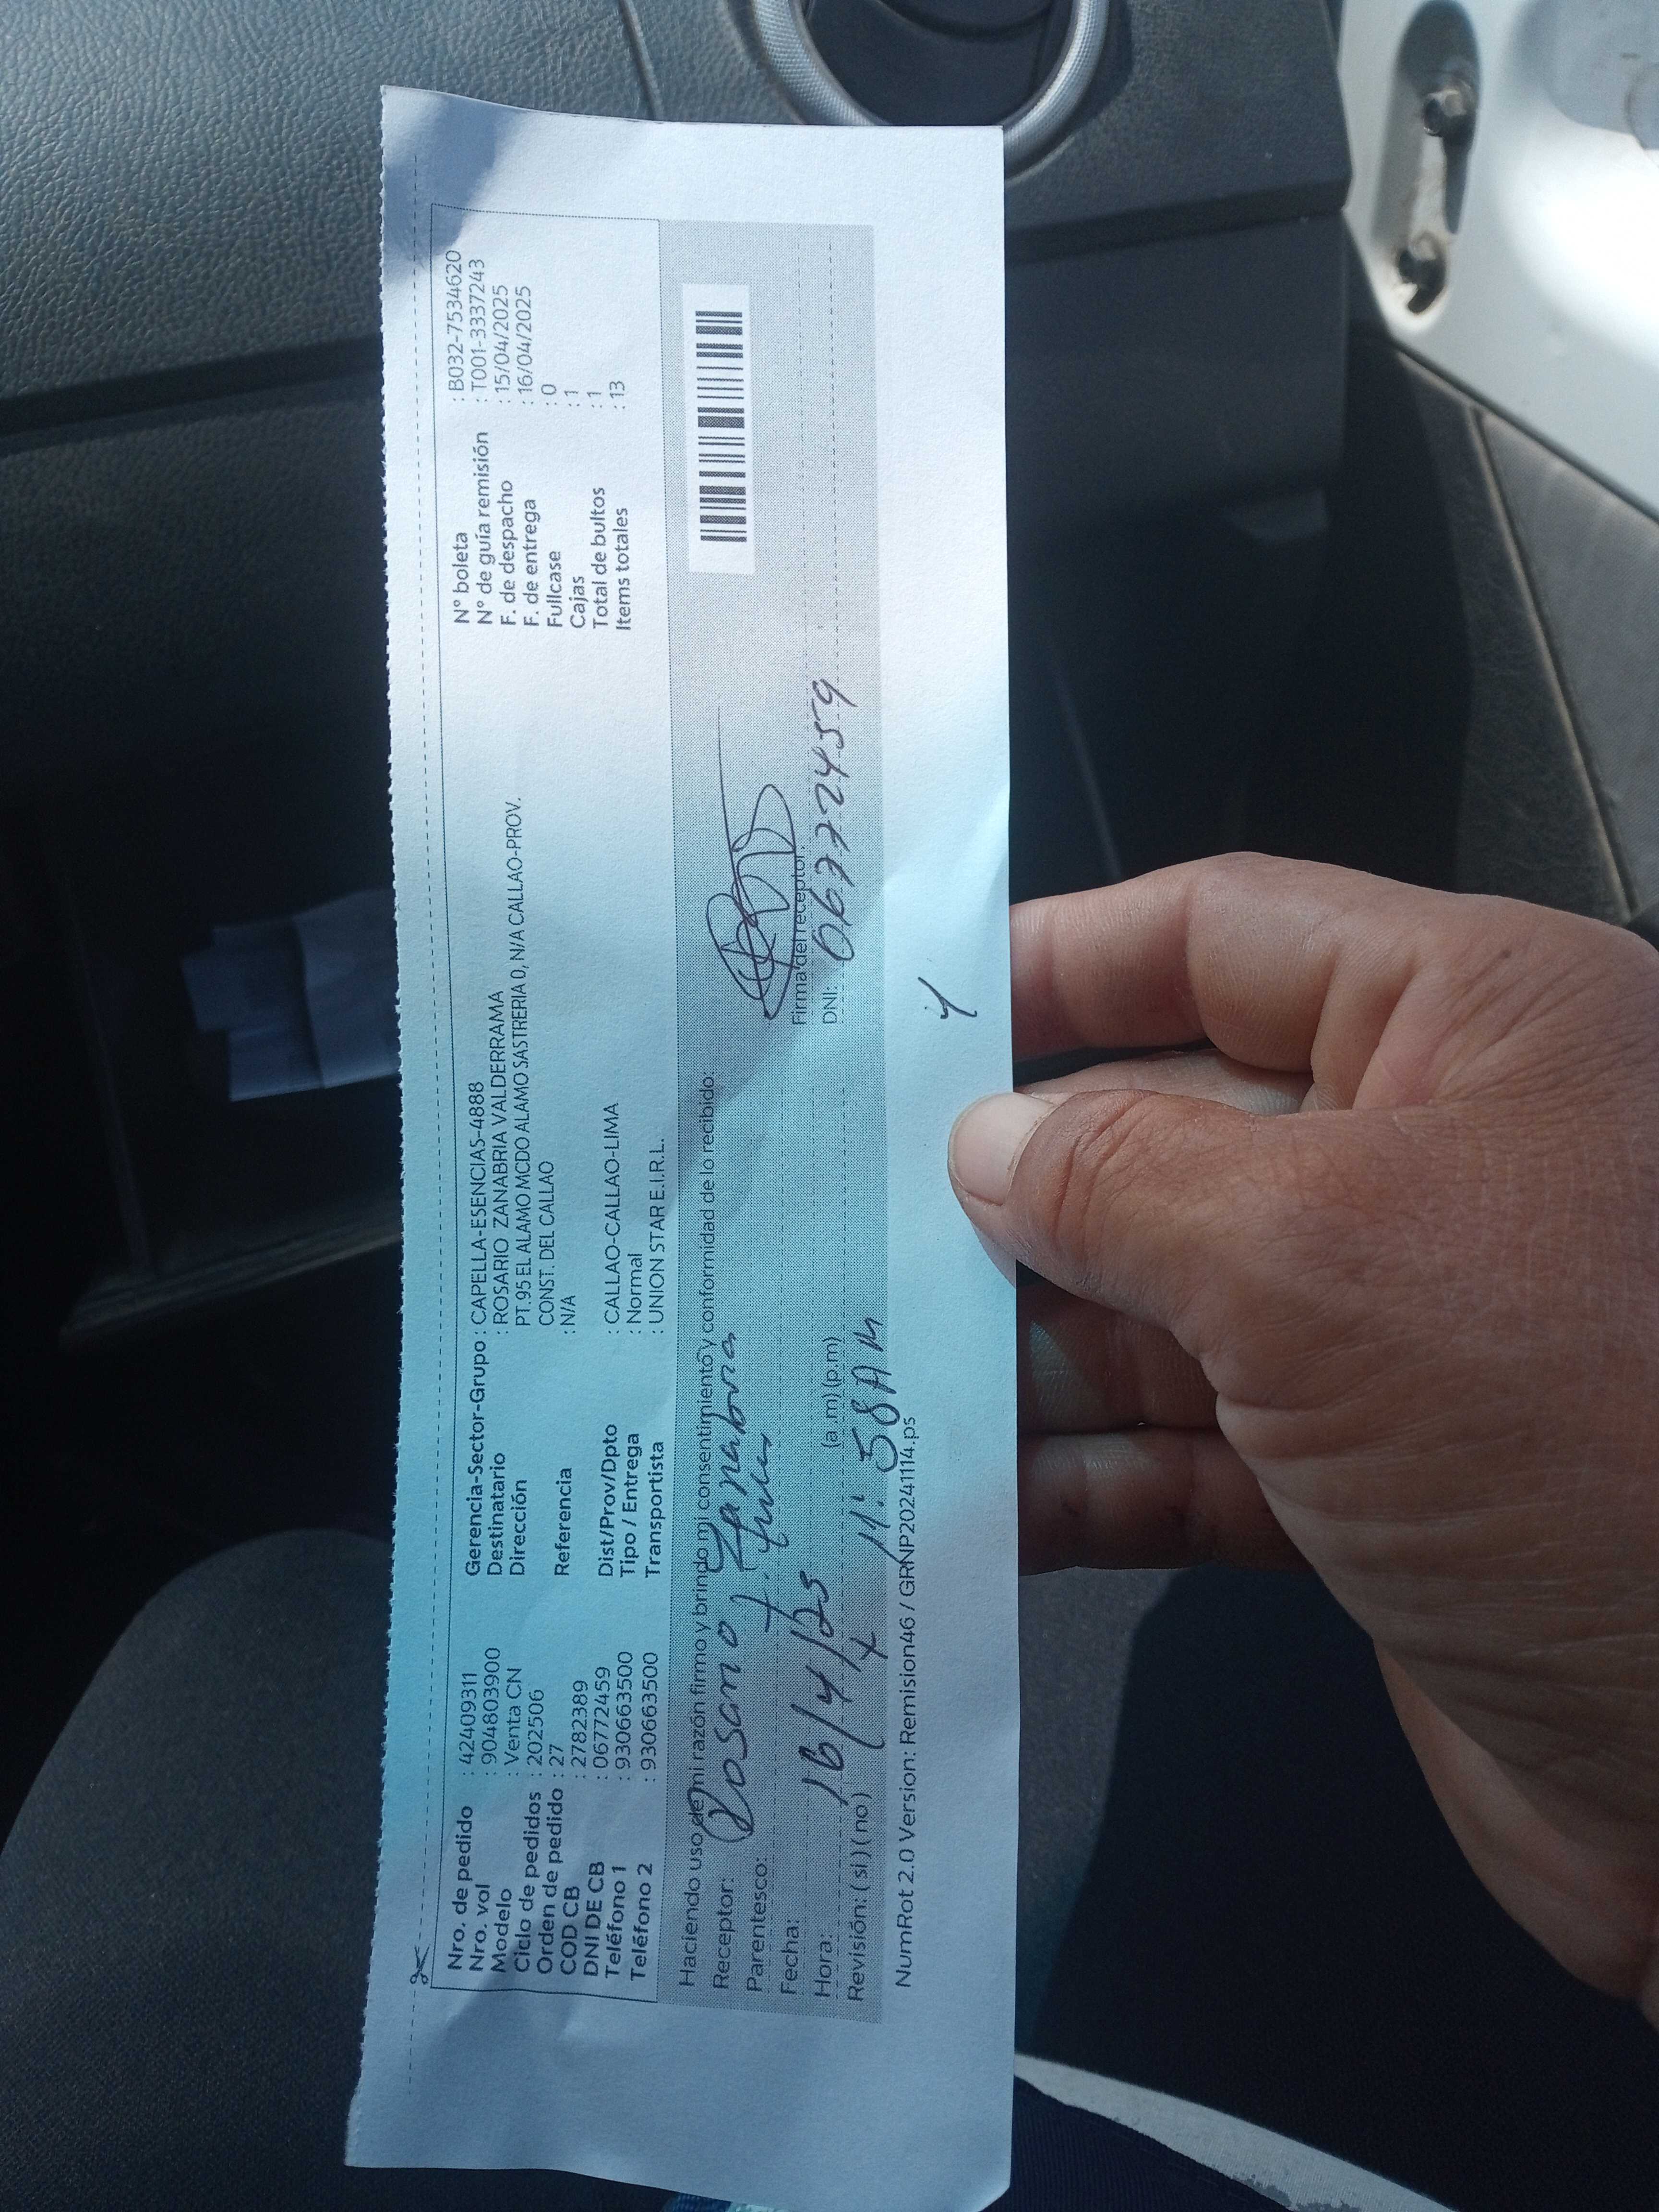 Nro. de pedido : 42409311
Nro. vol : 904803900
Modelo : Venta CN
Ciclo de pedidos : 202506
Orden de pedido : 27
COD CB : 2782389
DNI DE CB : 06772459
Teléfono 1 : 930663500
Teléfono 2 : 930663500
Gerencia-Sector-Grupo : CAPELLA-ESENCIAS-4888
Destinatario : ROSARIO ZANABRIA VALDERRAMA
Dirección PT.95 EL ALAMO MCDO ALAMO SASTRERIA 0, N/A CALLAO-PROV.
CONST. DEL CALLAO
Referencia : N/A
Dist/Prov/Dpto : CALLAO-CALLAO-LIMA
Tipo / Entrega : Normal
Transportista : UNION STAR E.I.R.L.
N° boleta : B032-7534620
N° de guía remisión : T001-3337243
F. de despacho : 15/04/2025
F. de entrega : 16/04/2025
Fullcase : 0
Cajas : 1
Total de bultos : 1
Items totales : 13
Haciendo uso de mi razón firmo y brindo mi consentimiento y conformidad de lo recibido:
Receptor: Rosario Zanabria
Parentesco:
Fecha: 16/4/25
Hora: (a.m) (p.m) 11:58 AM
Revisión: ( si ) ( no )
Firma del receptor:
DNI: 06772459
NumRot 2.0 Version: Remision46 / GRNP20241114.ps